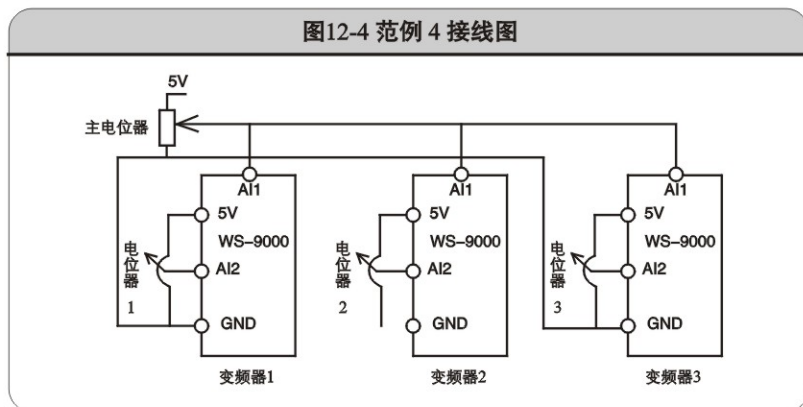 图12-4 范例 4 接线图
5V
主电位器
AI1
AI1
AI1
5V
5V
5V
WS-9000
WS-9000
WS-9000
电位器
1
AI2
电位器
2
AI2
电位器
3
AI2
GND
GND
GND
变频器1
变频器2
变频器3